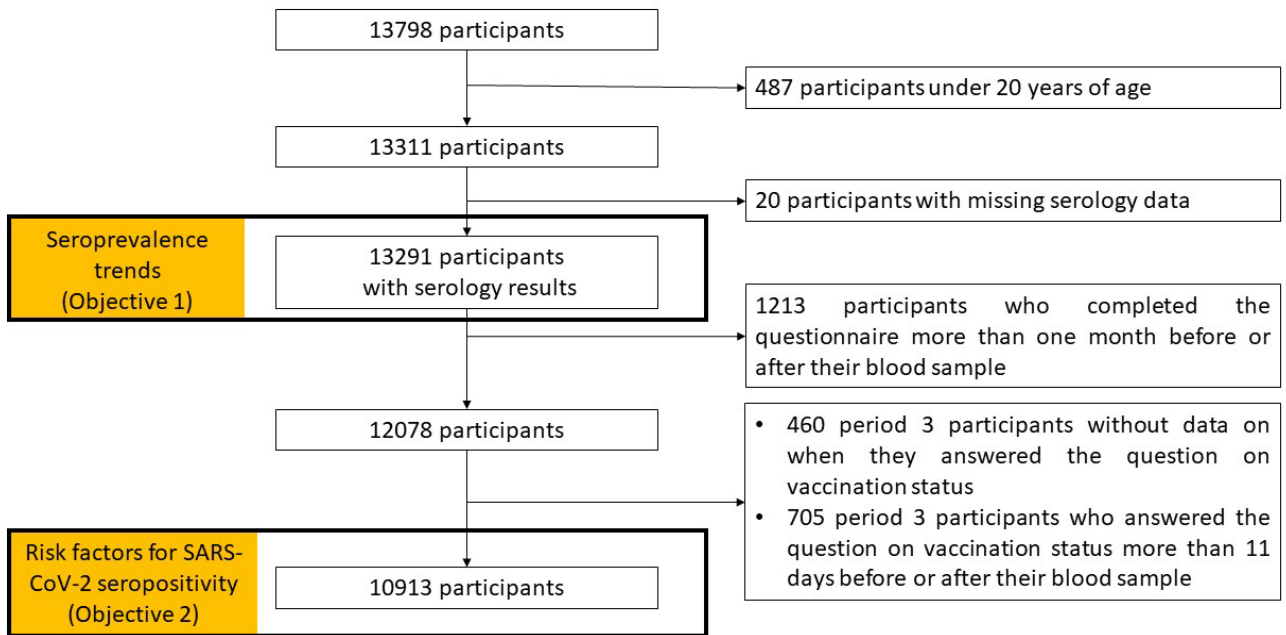 13798 participants
487 participants under 20 years of age
13311 participants
20 participants with missing serology data
Seroprevalence
trends
(Objective 1)
13291 participants
with serology results
1213 participants who completed the
questionnaire more than one month before or
after their blood sample
12078 participants
• 460 period 3 participants without data on
when they answered the question on
vaccination status
• 705 period 3 participants who answered the
question on vaccination status more than 11
days before or after their blood sample
Risk factors for SARS-
CoV-2 seropositivity
(Objective 2)
10913 participants